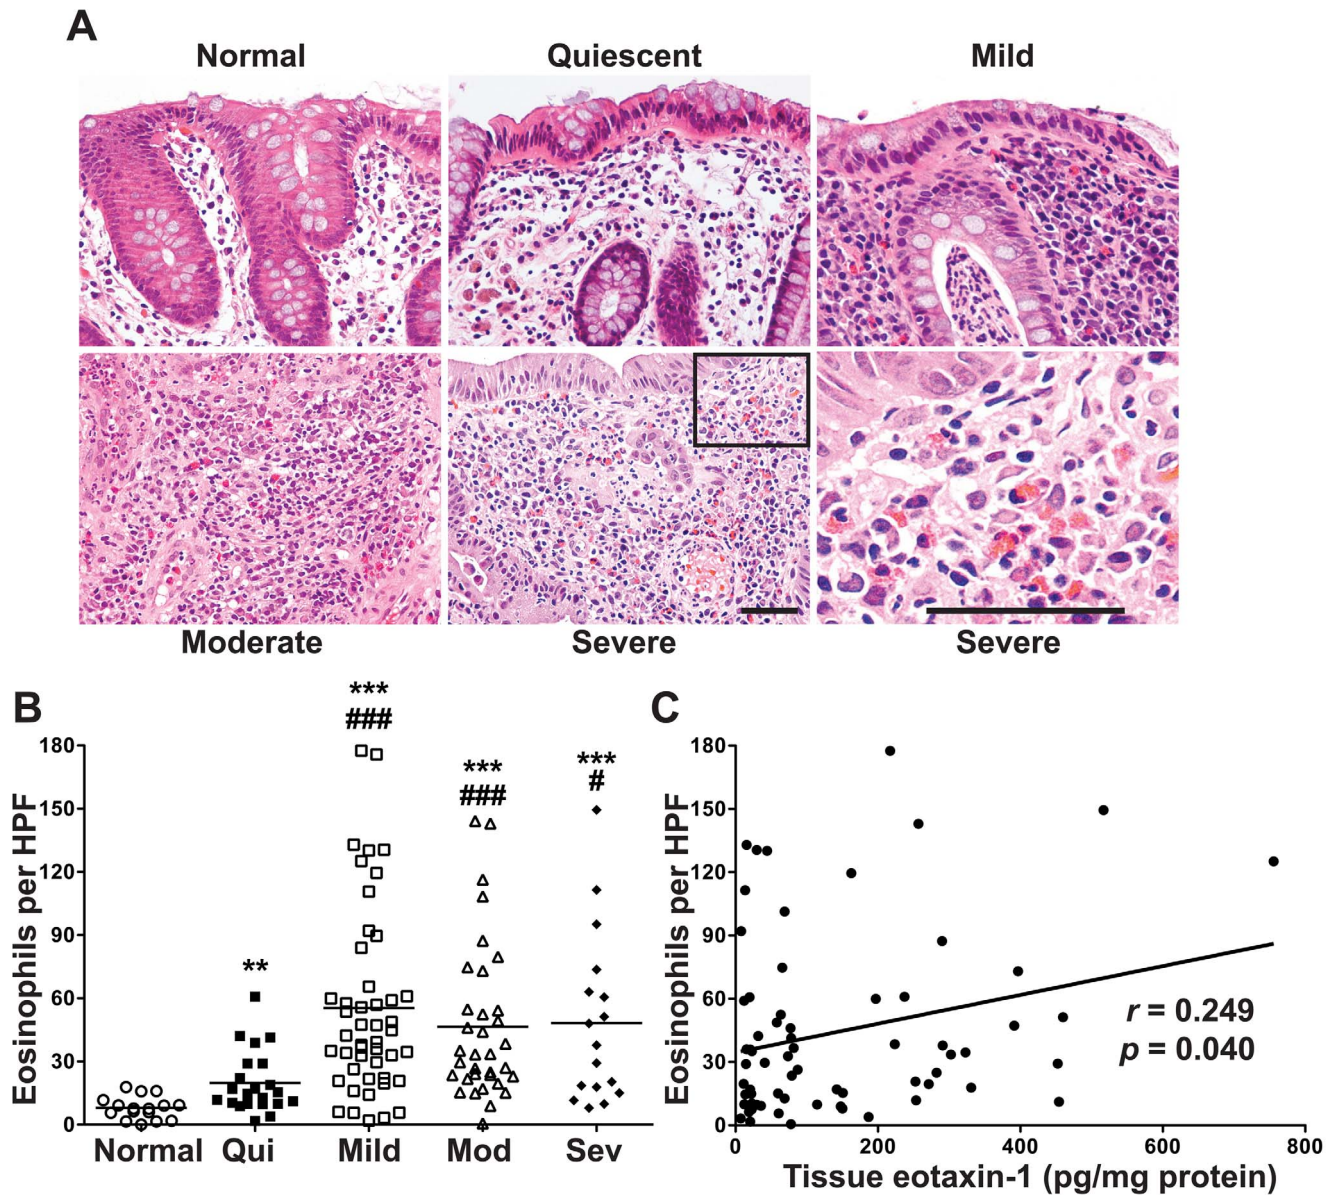 A
Normal Quiescent Mild
Moderate Severe Severe
B
Eosinophils per HPF
180
150
120
90
60
30
0
**
***
###
***
###
***
#
Normal Qui Mild Mod Sev
C
Eosinophils per HPF
180
150
120
90
60
30
0
r = 0.249
p = 0.040
0 200 400 600 800
Tissue eotaxin-1 (pg/mg protein)